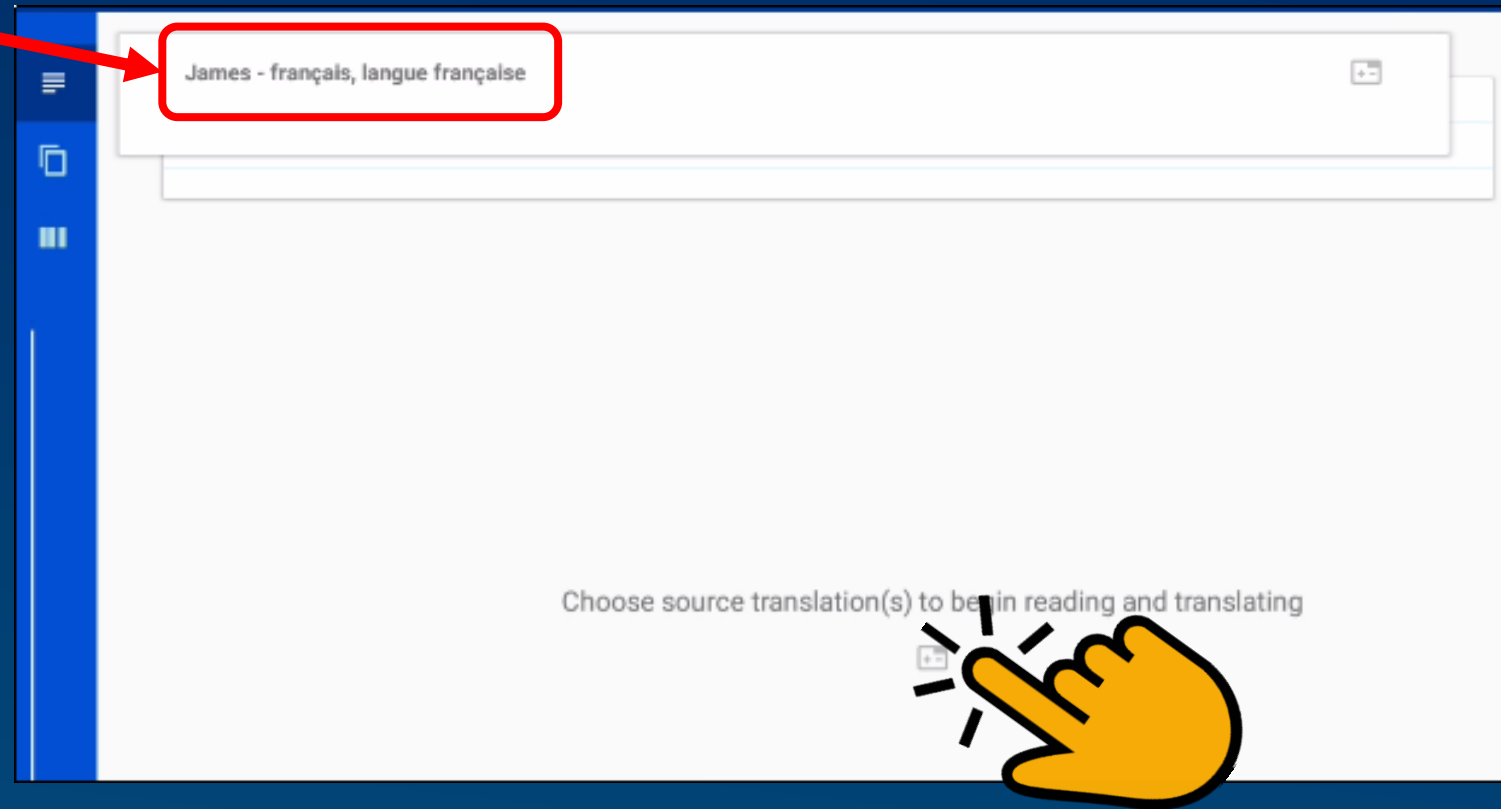 James - français, langue française
Choose source translation(s) to begin reading and translating